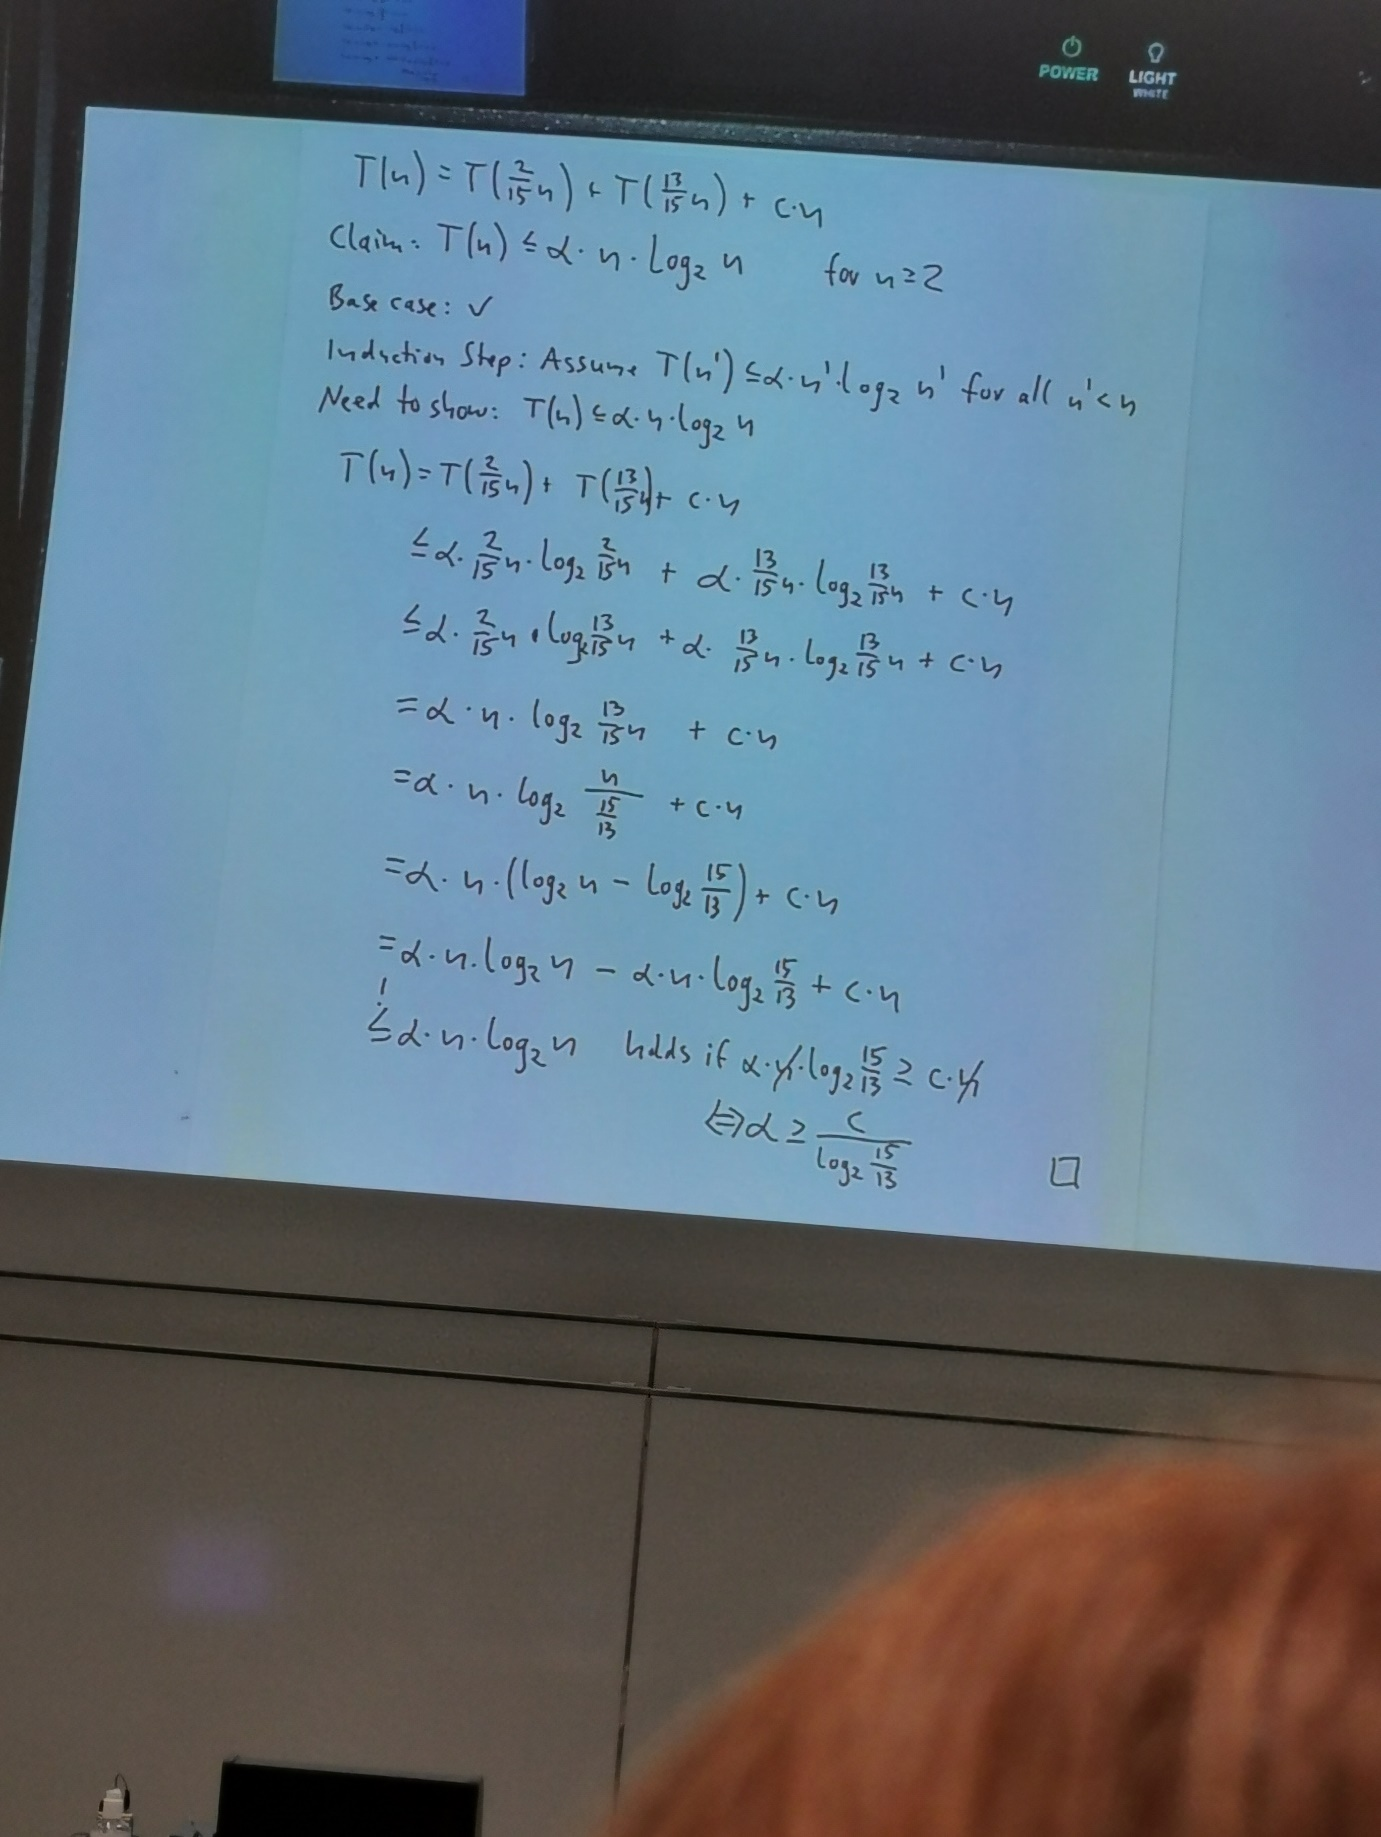 POWER LIGHT
WHITE
T(n) = T(2/15 n) + T(13/15 n) + c·n
Claim: T(n) ≤ α · n · log₂ n for n ≥ 2
Base case: ✓
Induction Step: Assume T(n') ≤ α·n'·log₂ n' for all n' < n
Need to show: T(n) ≤ α·n·log₂ n
T(n) = T(2/15 n) + T(13/15 n) + c·n
≤ α· 2/15 n · log₂ 2/15 n + α· 13/15 n · log₂ 13/15 n + c·n
≤ α· 2/15 n · log₂ 13/15 n + α· 13/15 n · log₂ 13/15 n + c·n
= α·n· log₂ 13/15 n + c·n
= α·n· log₂ n/(15/13) + c·n
= α·n·(log₂ n − log₂ 15/13) + c·n
= α·n·log₂ n − α·n·log₂ 15/13 + c·n
!
≤ α·n·log₂ n holds if α·n·log₂ 15/13 ≥ c·n
⇔ α ≥ c/(log₂ 15/13) □